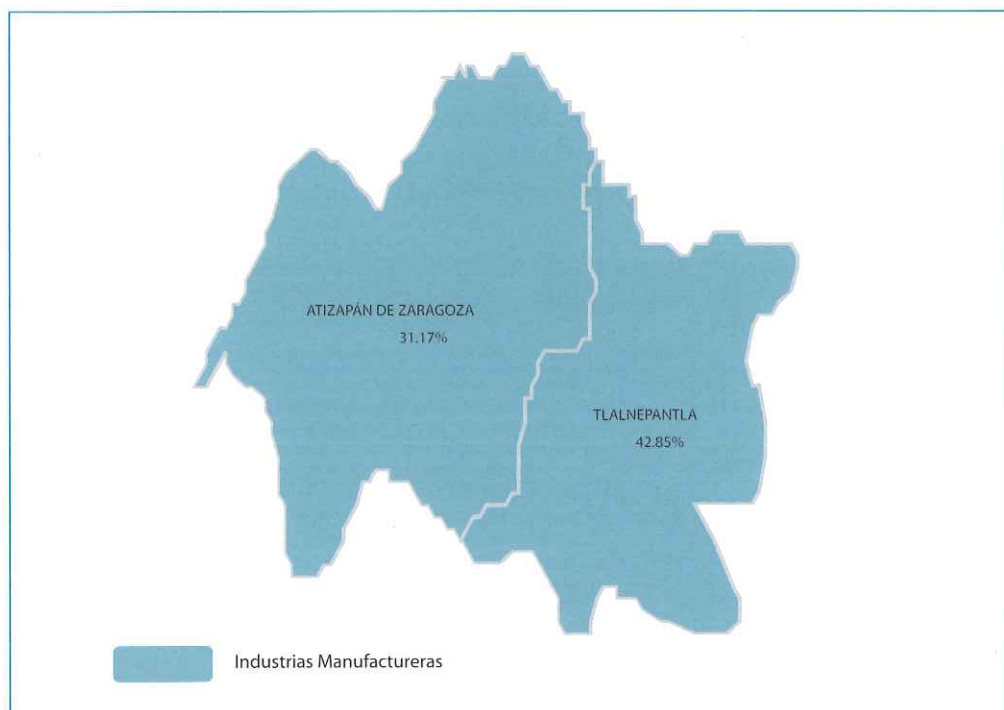 ATIZAPÁN DE ZARAGOZA
31.17%
TLALNEPANTLA
42.85%
Industrias Manufactureras